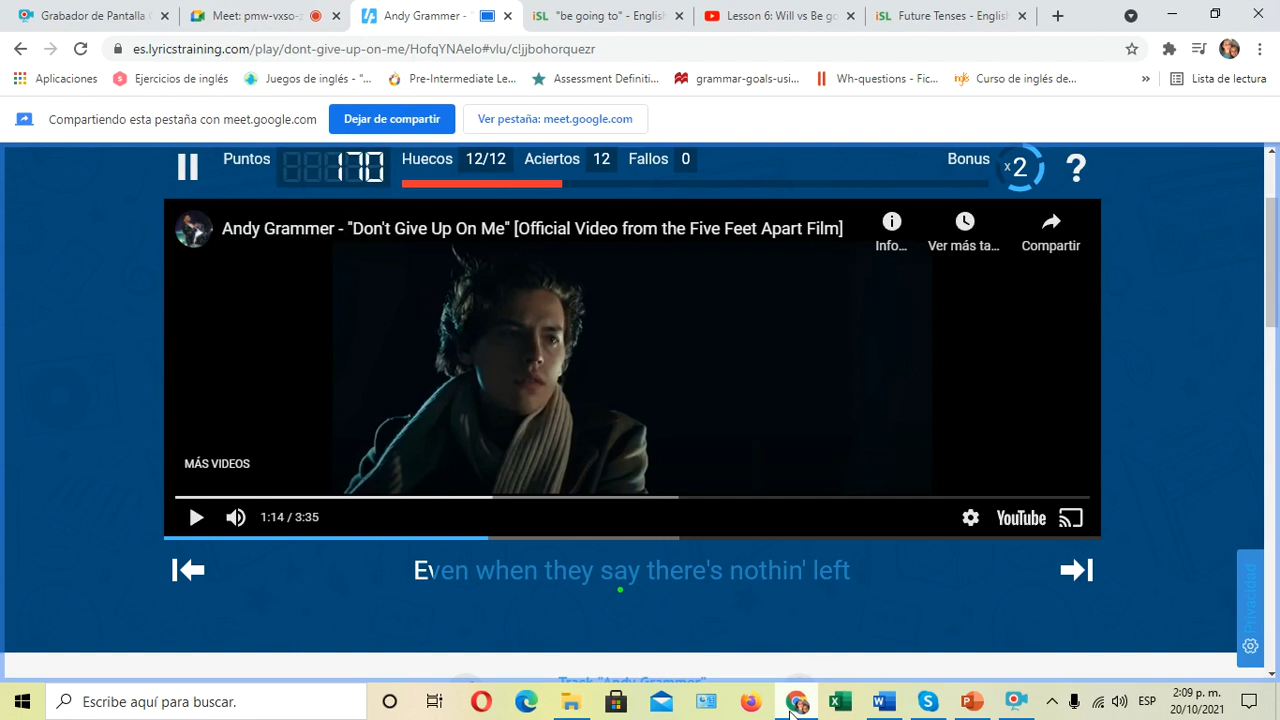 Grabador de Pantalla G
Meet: pmw-vxso-z
Andy Grammer - "
"be going to" - English
Lesson 6: Will vs Be go
Future Tenses - English
es.lyricstraining.com/play/dont-give-up-on-me/HofqYNAelo#vlu/cljjbohorquezr
Aplicaciones
Ejercicios de inglés
Juegos de inglés - "...
Pre-Intermediate Le...
Assessment Definiti...
grammar-goals-usi...
Wh-questions - Fic...
Curso de inglés de...
»
Lista de lectura
Compartiendo esta pestaña con meet.google.com
Dejar de compartir
Ver pestaña: meet.google.com
Puntos 170 Huecos 12/12 Aciertos 12 Fallos 0 Bonus x2 ?
Andy Grammer - "Don't Give Up On Me" [Official Video from the Five Feet Apart Film]
Info...
Ver más ta...
Compartir
MÁS VIDEOS
1:14 / 3:35
YouTube
Even when they say there's nothin' left
Privacidad
Track "Andy Grammer"
Escribe aquí para buscar.
ESP
2:09 p. m.
20/10/2021